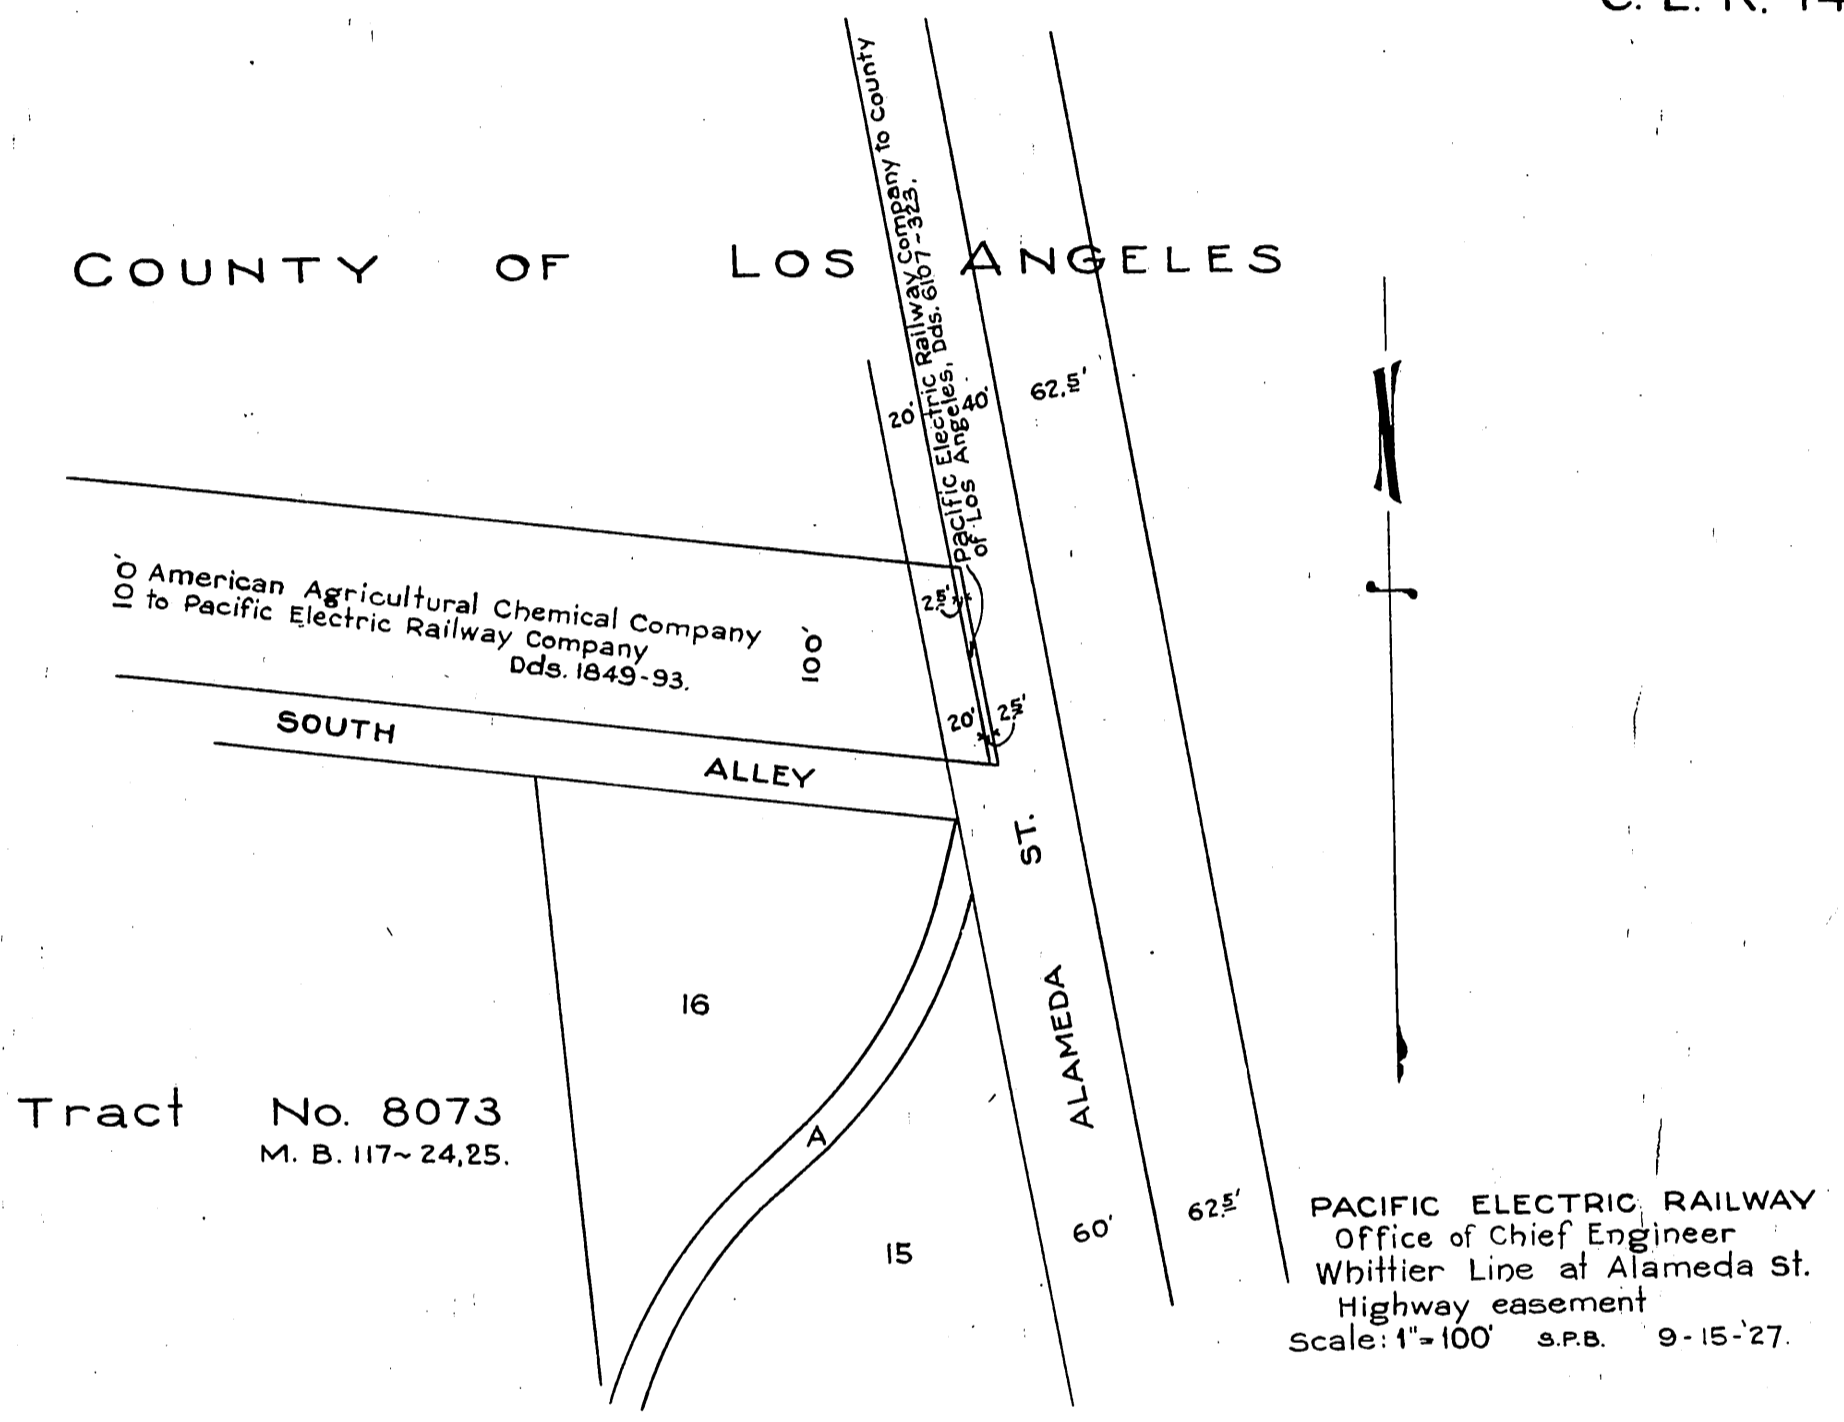 COUNTY OF LOS ANGELES
Pacific Electric Railway Company to County
of Los Angeles, Dds. 6107-323.
20.
40.
62.5'
100'
American Agricultural Chemical Company
to Pacific Electric Railway Company
Dds. 1849-93.
100'
2.5'
20'
2.5'
SOUTH ALLEY
ALAMEDA ST.
N
16
A
15
60'
62.5'
Tract No. 8073
M. B. 117~24,25.
PACIFIC ELECTRIC RAILWAY
Office of Chief Engineer
Whittier Line at Alameda St.
Highway easement
Scale: 1"=100' S.P.B. 9-15-'27.